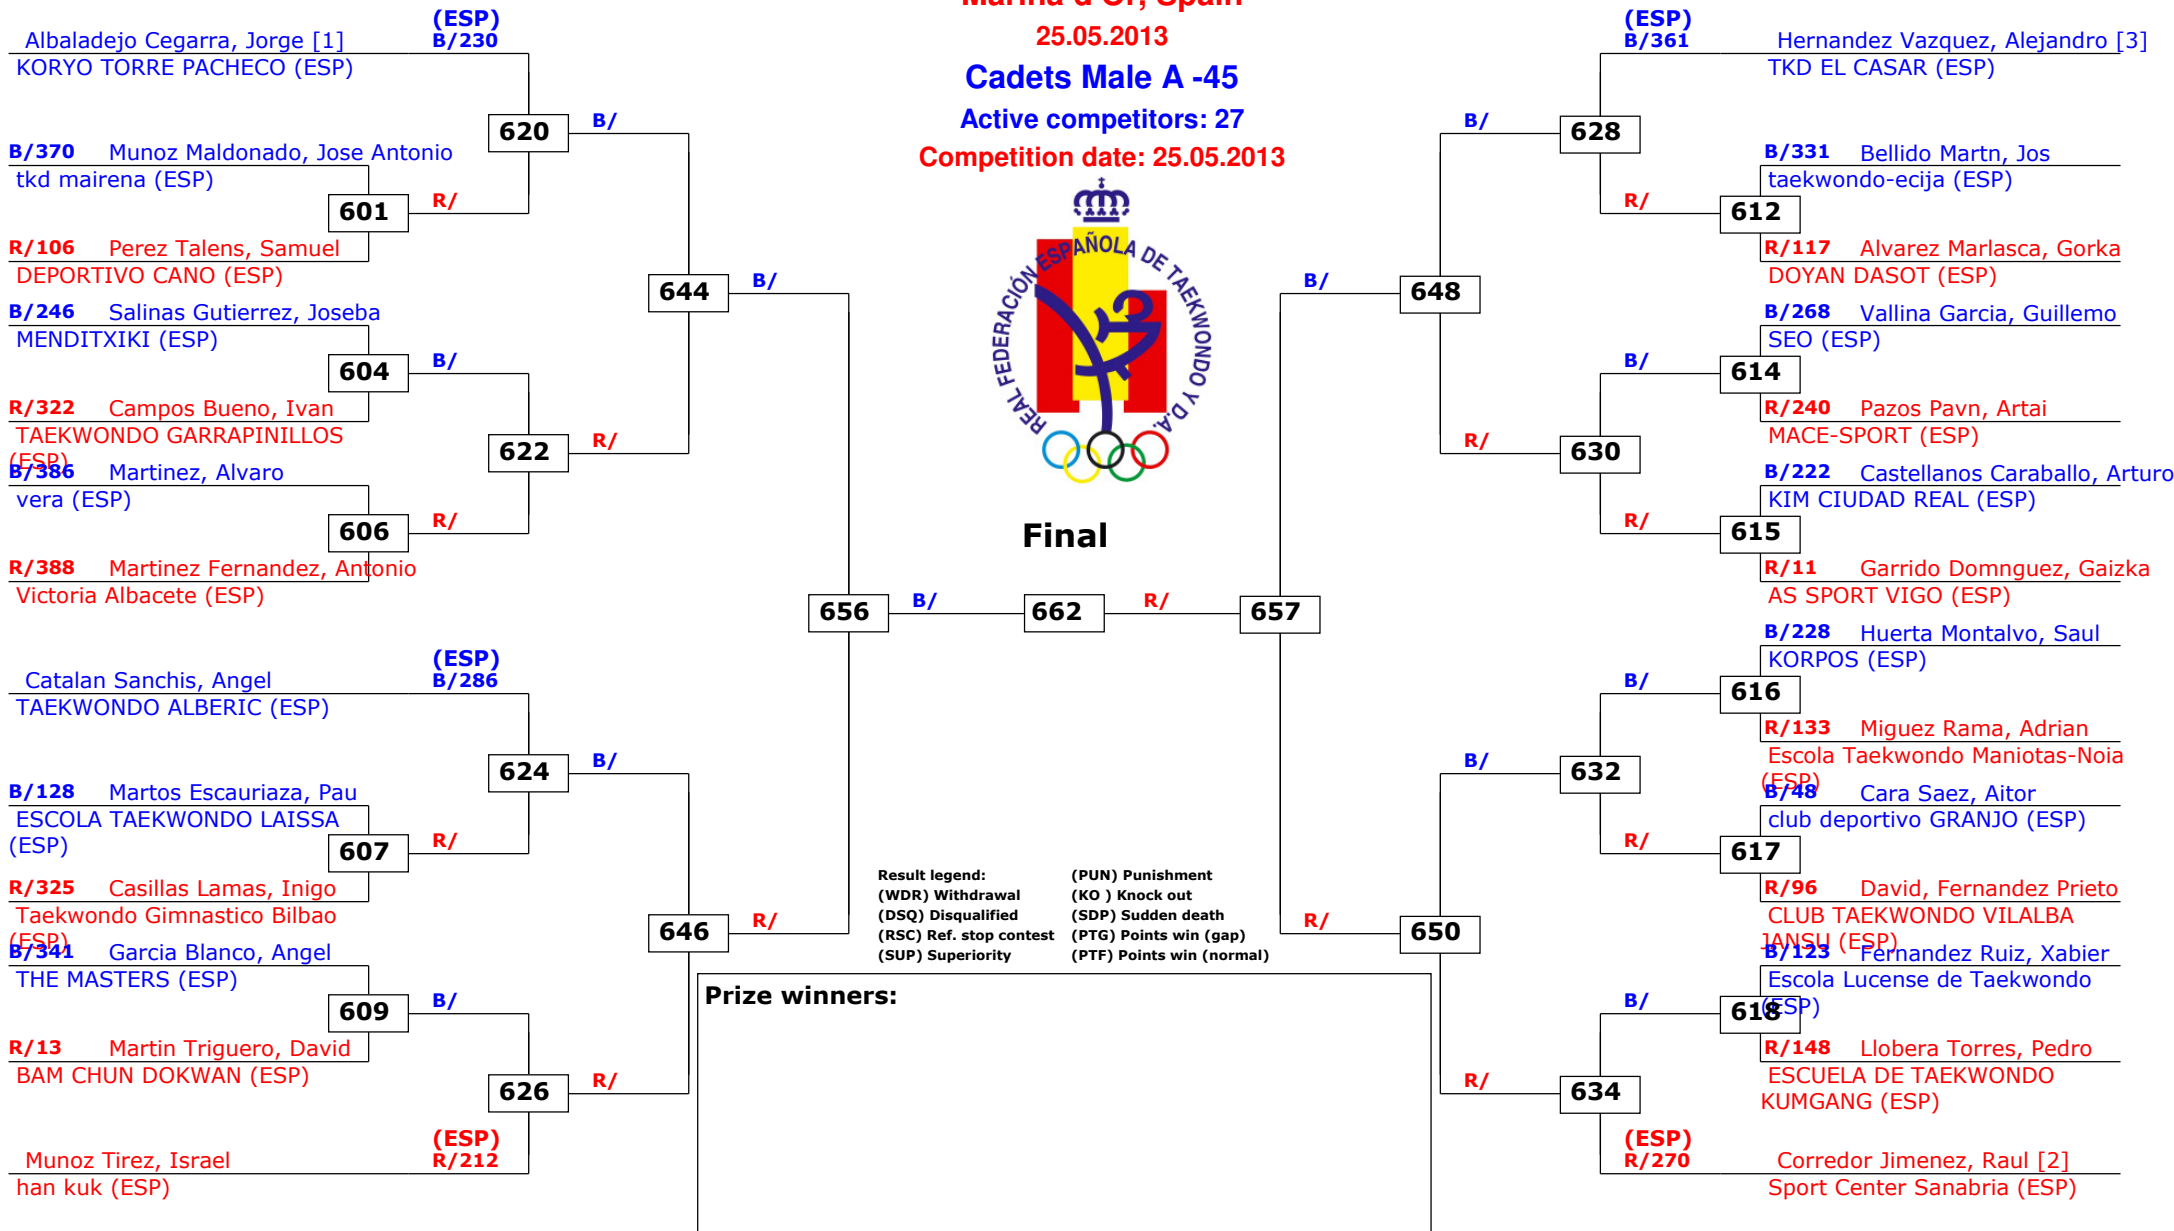 Marina d'Or, Spain
25.05.2013
Cadets Male A -45
Active competitors: 27
Competition date: 25.05.2013
REAL FEDERACIÓN ESPAÑOLA DE TAEKWONDO Y D.A.
Final
(ESP)
Albaladejo Cegarra, Jorge [1] B/230
KORYO TORRE PACHECO (ESP)
620 B/
B/370 Munoz Maldonado, Jose Antonio
tkd mairena (ESP)
601 R/
R/106 Perez Talens, Samuel
DEPORTIVO CANO (ESP)
644 B/
B/246 Salinas Gutierrez, Joseba
MENDITXIKI (ESP)
604 B/
R/322 Campos Bueno, Ivan
TAEKWONDO GARRAPINILLOS
(ESP)
622 R/
B/386 Martinez, Alvaro
vera (ESP)
606 R/
R/388 Martinez Fernandez, Antonio
Victoria Albacete (ESP)
656 B/ 662 R/ 657
(ESP)
Catalan Sanchis, Angel B/286
TAEKWONDO ALBERIC (ESP)
624 B/
B/128 Martos Escauriaza, Pau
ESCOLA TAEKWONDO LAISSA
(ESP)
607 R/
R/325 Casillas Lamas, Inigo
Taekwondo Gimnastico Bilbao
(ESP)
646 R/
B/341 Garcia Blanco, Angel
THE MASTERS (ESP)
609 B/
R/13 Martin Triguero, David
BAM CHUN DOKWAN (ESP)
626 R/
(ESP)
Munoz Tirez, Israel R/212
han kuk (ESP)
(ESP)
B/361 Hernandez Vazquez, Alejandro [3]
TKD EL CASAR (ESP)
B/ 628
B/331 Bellido Martn, Jos
taekwondo-ecija (ESP)
R/ 612
R/117 Alvarez Marlasca, Gorka
DOYAN DASOT (ESP)
B/ 648
B/268 Vallina Garcia, Guillemo
SEO (ESP)
B/ 614
R/240 Pazos Pavn, Artai
MACE-SPORT (ESP)
R/ 630
B/222 Castellanos Caraballo, Arturo
KIM CIUDAD REAL (ESP)
R/ 615
R/11 Garrido Domnguez, Gaizka
AS SPORT VIGO (ESP)
B/228 Huerta Montalvo, Saul
KORPOS (ESP)
B/ 616
R/133 Miguez Rama, Adrian
Escola Taekwondo Maniotas-Noia
(ESP)
B/ 632
B/48 Cara Saez, Aitor
club deportivo GRANJO (ESP)
R/ 617
R/96 David, Fernandez Prieto
CLUB TAEKWONDO VILALBA
JANSU (ESP)
R/ 650
B/123 Fernandez Ruiz, Xabier
Escola Lucense de Taekwondo
(ESP)
B/ 618
R/148 Llobera Torres, Pedro
ESCUELA DE TAEKWONDO
KUMGANG (ESP)
R/ 634
(ESP)
R/270 Corredor Jimenez, Raul [2]
Sport Center Sanabria (ESP)
Result legend: (PUN) Punishment
(WDR) Withdrawal (KO ) Knock out
(DSQ) Disqualified (SDP) Sudden death
(RSC) Ref. stop contest (PTG) Points win (gap)
(SUP) Superiority (PTF) Points win (normal)
Prize winners: